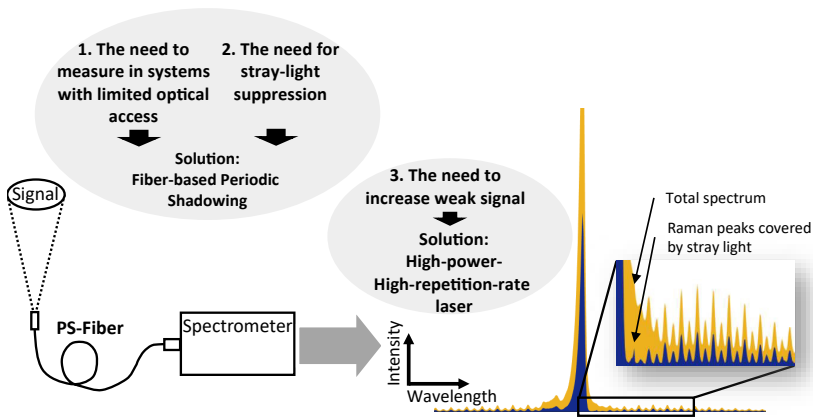 1. The need to
measure in systems
with limited optical
access
2. The need for
stray-light
suppression
Solution:
Fiber-based Periodic
Shadowing
3. The need to
increase weak signal
Solution:
High-power-
High-repetition-rate
laser
Signal
PS-Fiber
Spectrometer
Intensity
Wavelength
Total spectrum
Raman peaks covered
by stray light